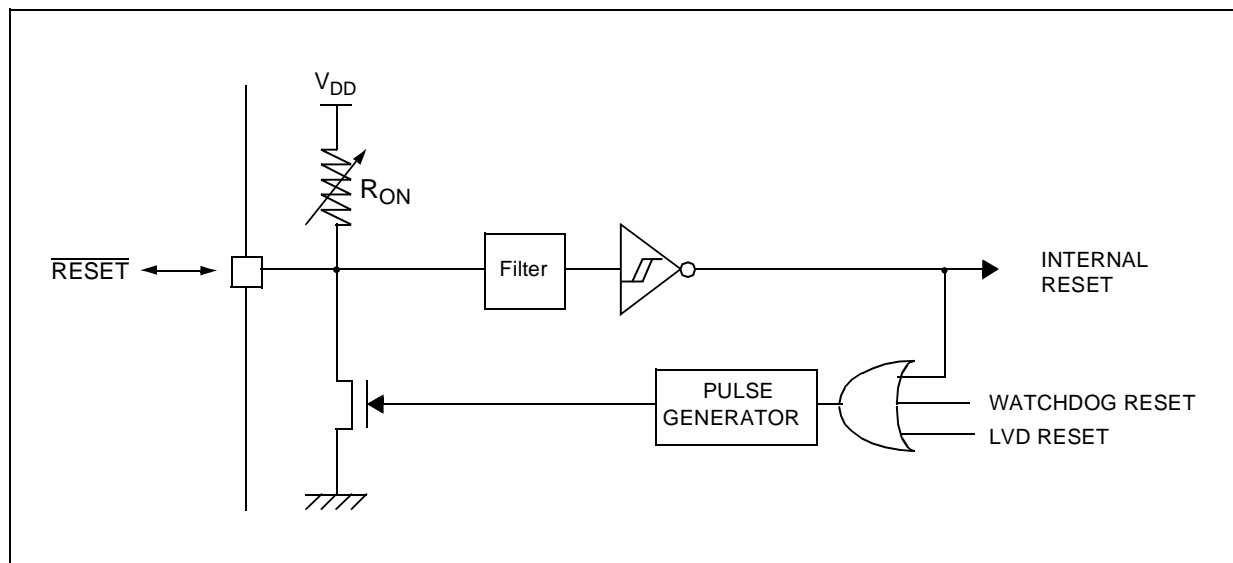 VDD
RON
RESET
Filter
INTERNAL
RESET
PULSE
GENERATOR
WATCHDOG RESET
LVD RESET